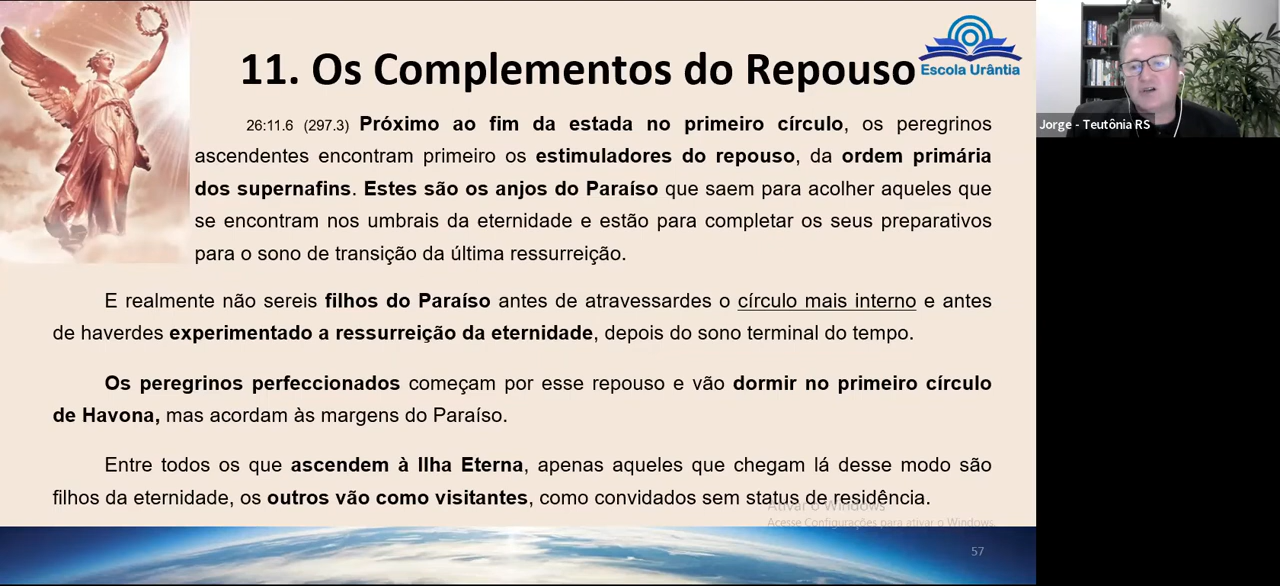 11. Os Complementos do Repouso
Escola Urântia
Jorge - Teutônia RS
26:11.6 (297.3) Próximo ao fim da estada no primeiro círculo, os peregrinos
ascendentes encontram primeiro os estimuladores do repouso, da ordem primária
dos supernafins. Estes são os anjos do Paraíso que saem para acolher aqueles que
se encontram nos umbrais da eternidade e estão para completar os seus preparativos
para o sono de transição da última ressurreição.
E realmente não sereis filhos do Paraíso antes de atravessardes o círculo mais interno e antes
de haverdes experimentado a ressurreição da eternidade, depois do sono terminal do tempo.
Os peregrinos perfeccionados começam por esse repouso e vão dormir no primeiro círculo
de Havona, mas acordam às margens do Paraíso.
Entre todos os que ascendem à Ilha Eterna, apenas aqueles que chegam lá desse modo são
filhos da eternidade, os outros vão como visitantes, como convidados sem status de residência.
Ativar o Windows
Acesse Configurações para ativar o Windows.
57